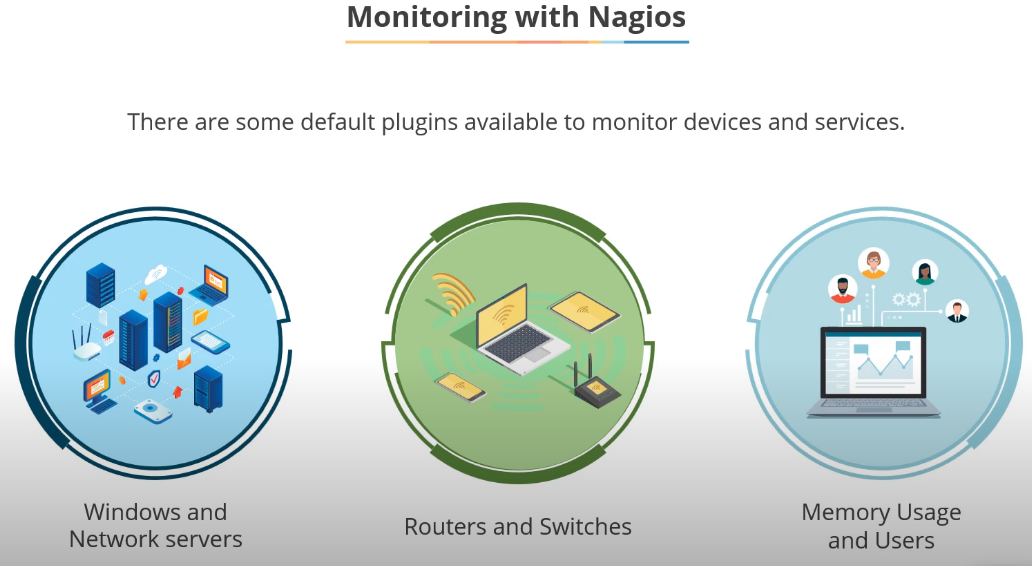 Monitoring with Nagios
There are some default plugins available to monitor devices and services.
Windows and
Network servers
Routers and Switches
Memory Usage
and Users